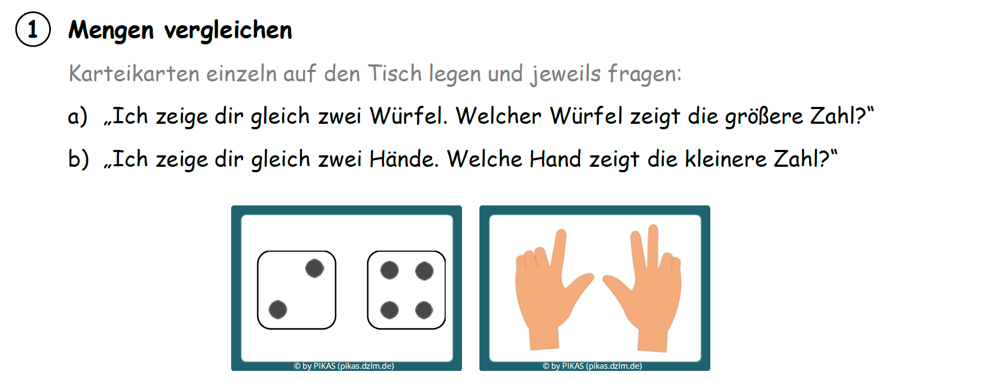 1 Mengen vergleichen
Karteikarten einzeln auf den Tisch legen und jeweils fragen:
a) „Ich zeige dir gleich zwei Würfel. Welcher Würfel zeigt die größere Zahl?“
b) „Ich zeige dir gleich zwei Hände. Welche Hand zeigt die kleinere Zahl?“
© by PIKAS (pikas.dzlm.de)
© by PIKAS (pikas.dzlm.de)